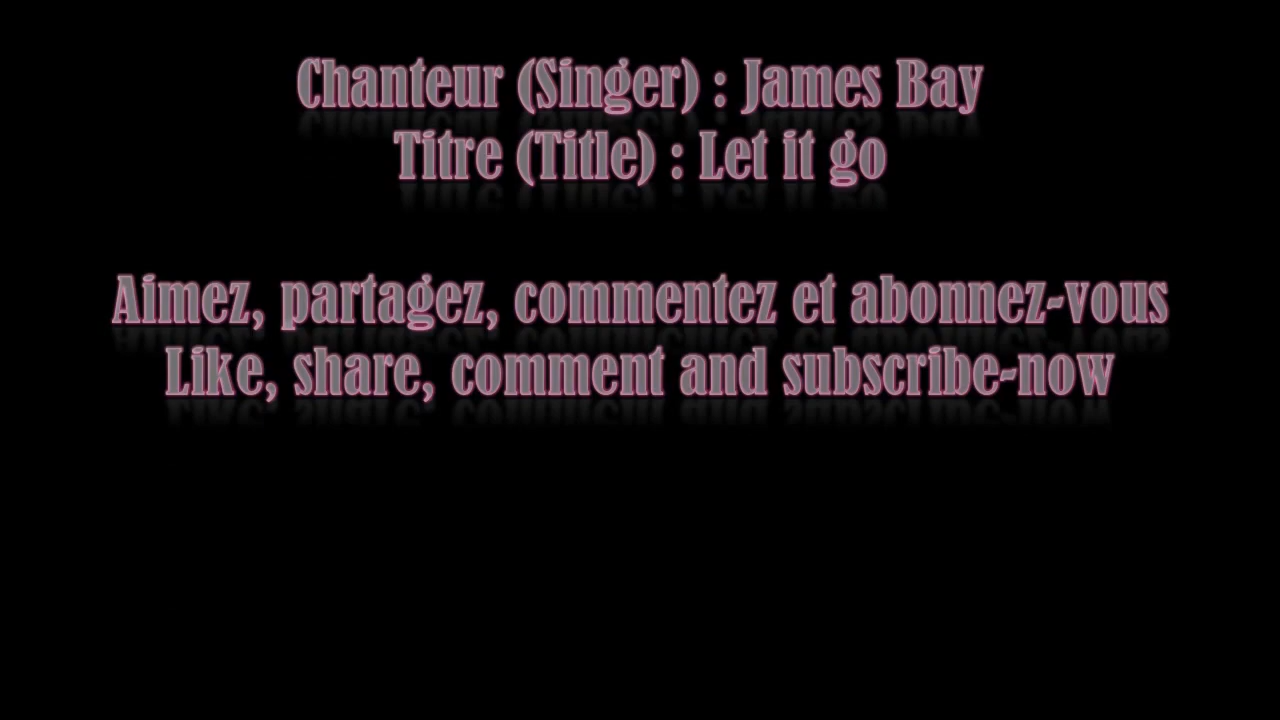 Chanteur (Singer) : James Bay
Titre (Title) : Let it go
Aimez, partagez, commentez et abonnez-vous
Like, share, comment and subscribe-now